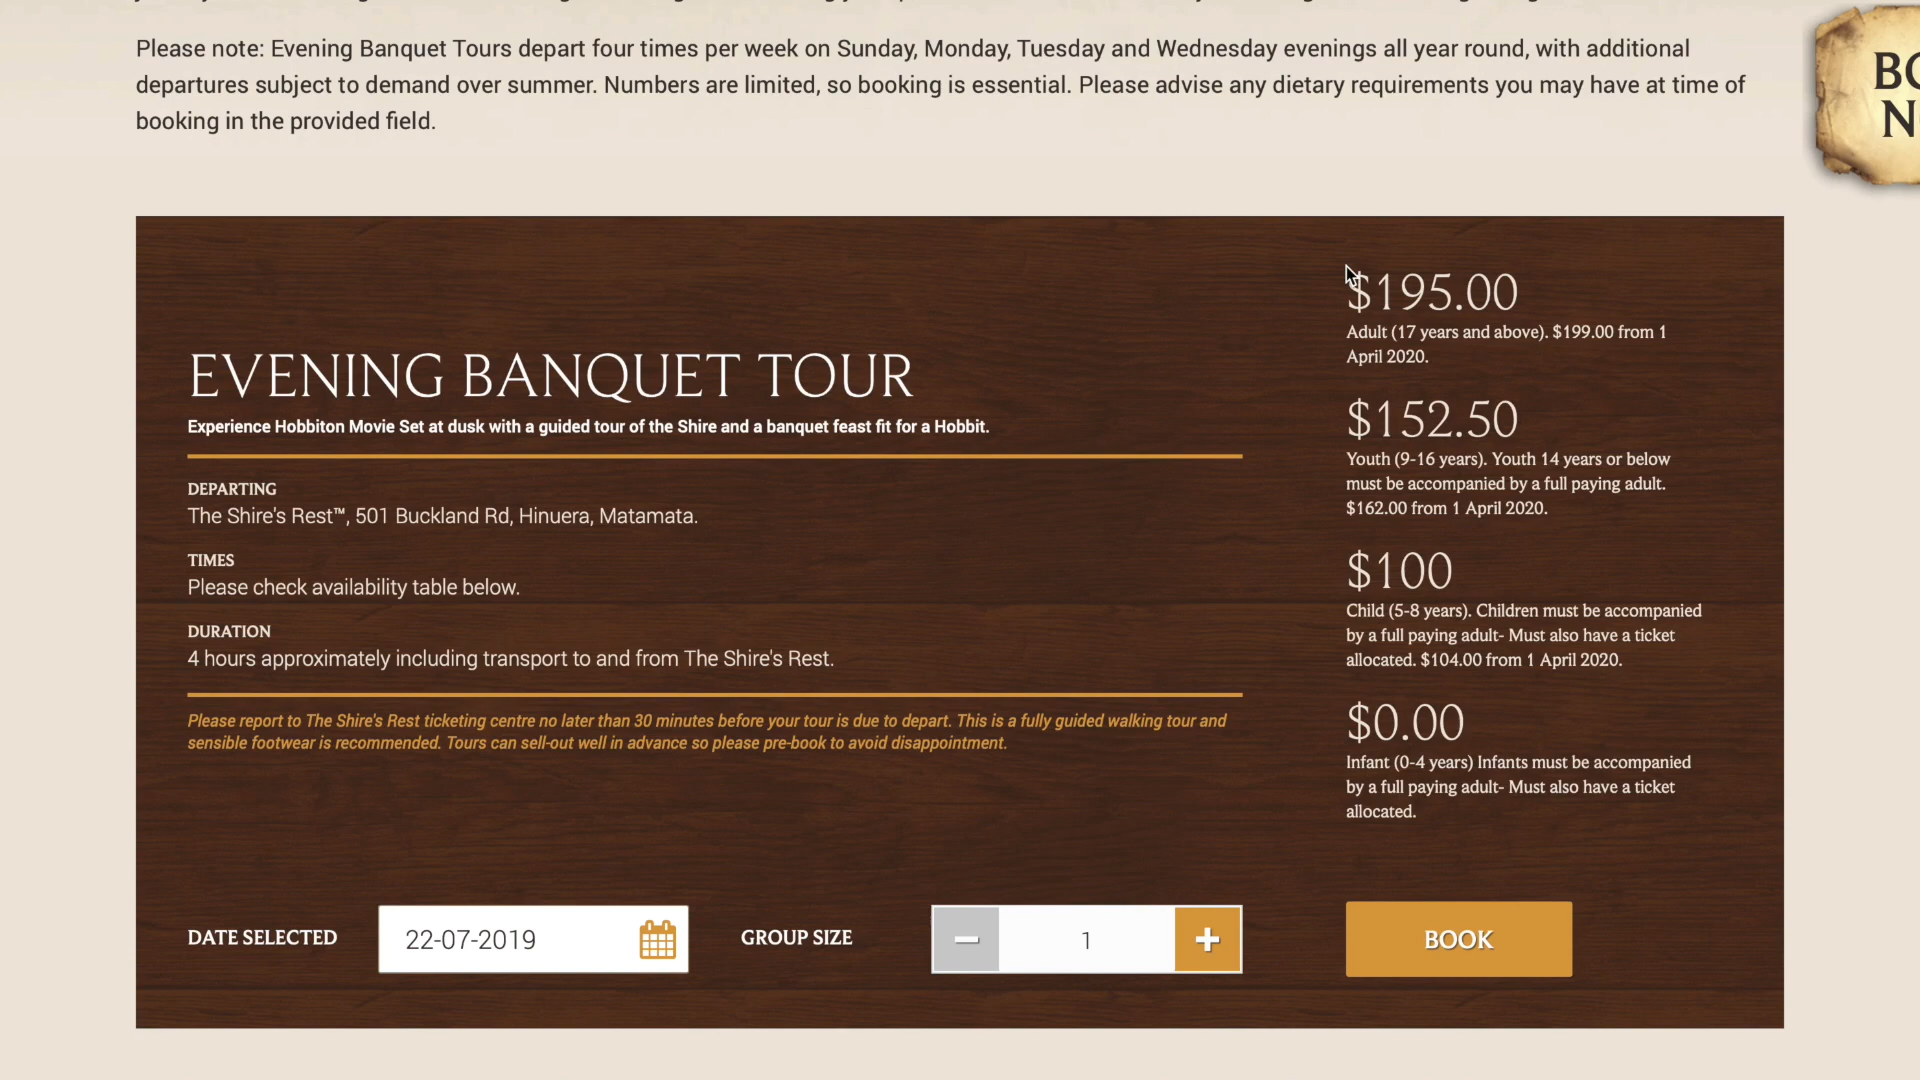 Please note: Evening Banquet Tours depart four times per week on Sunday, Monday, Tuesday and Wednesday evenings all year round, with additional
departures subject to demand over summer. Numbers are limited, so booking is essential. Please advise any dietary requirements you may have at time of
booking in the provided field.
EVENING BANQUET TOUR
Experience Hobbiton Movie Set at dusk with a guided tour of the Shire and a banquet feast fit for a Hobbit.
DEPARTING
The Shire's Rest™, 501 Buckland Rd, Hinuera, Matamata.
TIMES
Please check availability table below.
DURATION
4 hours approximately including transport to and from The Shire's Rest.
Please report to The Shire's Rest ticketing centre no later than 30 minutes before your tour is due to depart. This is a fully guided walking tour and
sensible footwear is recommended. Tours can sell-out well in advance so please pre-book to avoid disappointment.
$195.00
Adult (17 years and above). $199.00 from 1
April 2020.
$152.50
Youth (9-16 years). Youth 14 years or below
must be accompanied by a full paying adult.
$162.00 from 1 April 2020.
$100
Child (5-8 years). Children must be accompanied
by a full paying adult- Must also have a ticket
allocated. $104.00 from 1 April 2020.
$0.00
Infant (0-4 years) Infants must be accompanied
by a full paying adult- Must also have a ticket
allocated.
DATE SELECTED 22-07-2019 GROUP SIZE 1 BOOK